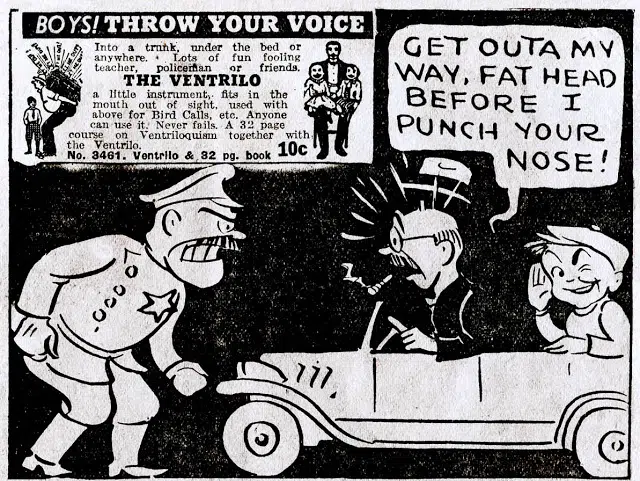 BOYS! THROW YOUR VOICE
Into a trunk, under the bed or
anywhere. Lots of fun fooling
teacher, policeman or friends.
THE VENTRILO
a little instrument, fits in the
mouth out of sight, used with
above for Bird Calls, etc. Anyone
can use it. Never fails. A 32 page
course on Ventriloquism together with
the Ventrilo.
No. 3461. Ventrilo & 32 pg. book 10c
GET OUTA MY
WAY, FAT HEAD
BEFORE I
PUNCH YOUR
NOSE!